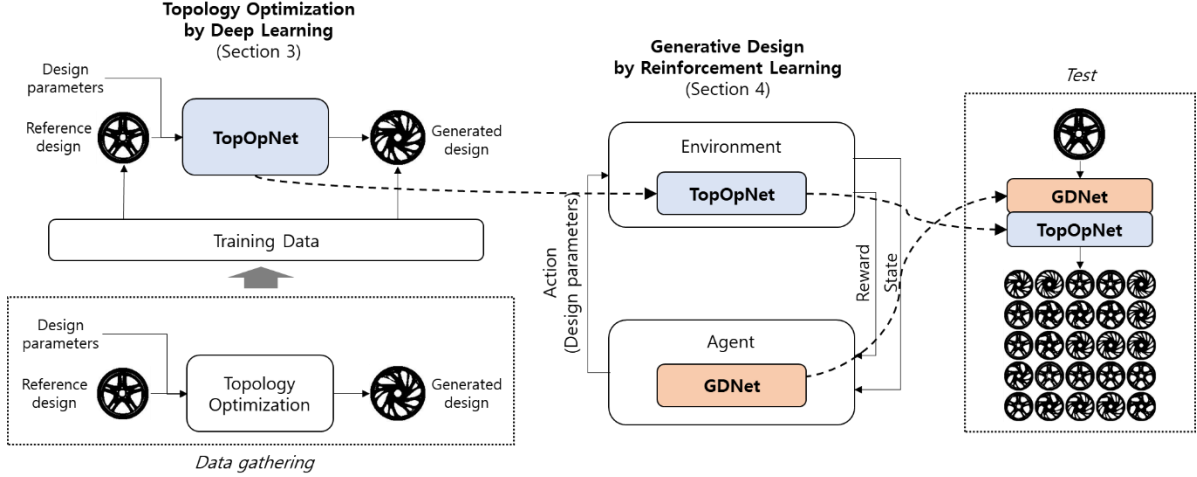 Topology Optimization
by Deep Learning
(Section 3)
Design
parameters
Reference
design
TopOpNet
Generated
design
Training Data
Design
parameters
Reference
design
Topology
Optimization
Generated
design
Data gathering
Generative Design
by Reinforcement Learning
(Section 4)
Environment
TopOpNet
Action
(Design parameters)
Reward
State
Agent
GDNet
Test
GDNet
TopOpNet